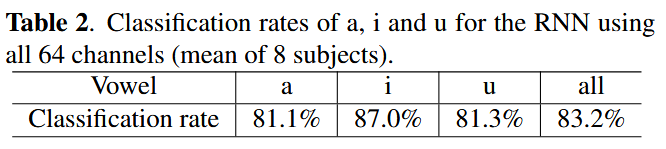 Table 2. Classification rates of a, i and u for the RNN using
all 64 channels (mean of 8 subjects).
Vowel a i u all
Classification rate 81.1% 87.0% 81.3% 83.2%